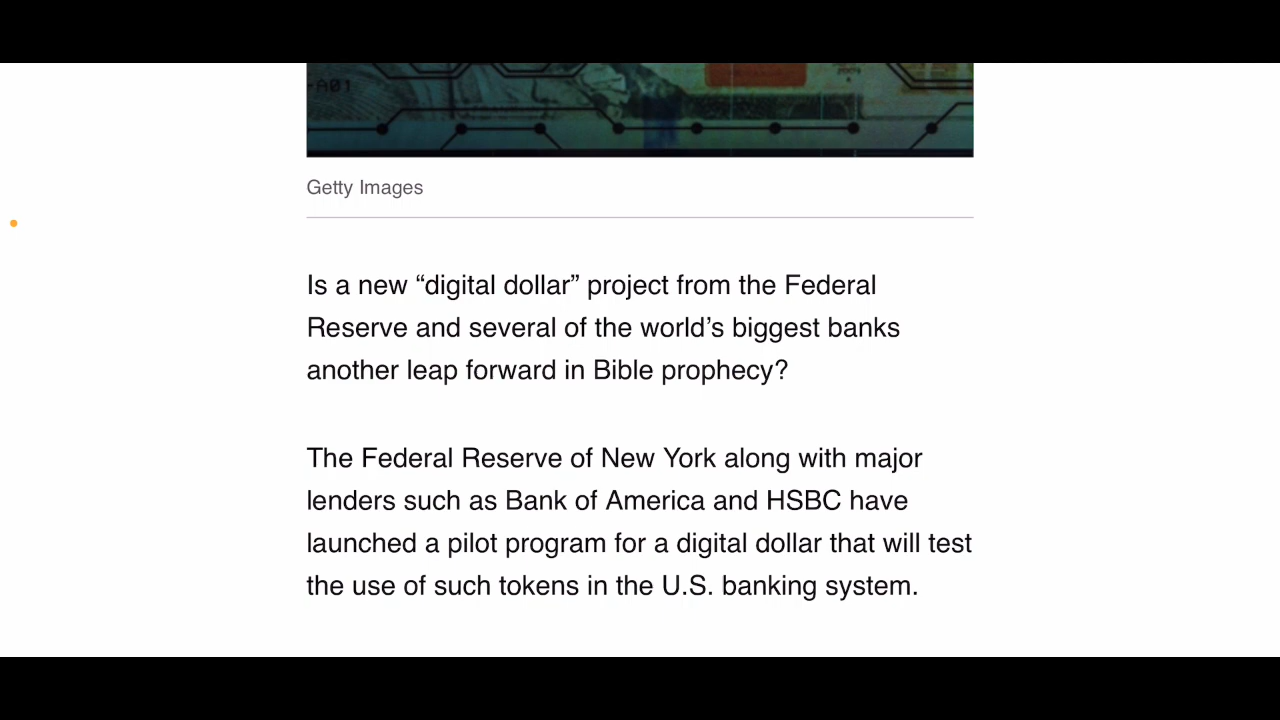 -A01
Getty Images
Is a new “digital dollar” project from the Federal
Reserve and several of the world’s biggest banks
another leap forward in Bible prophecy?
The Federal Reserve of New York along with major
lenders such as Bank of America and HSBC have
launched a pilot program for a digital dollar that will test
the use of such tokens in the U.S. banking system.